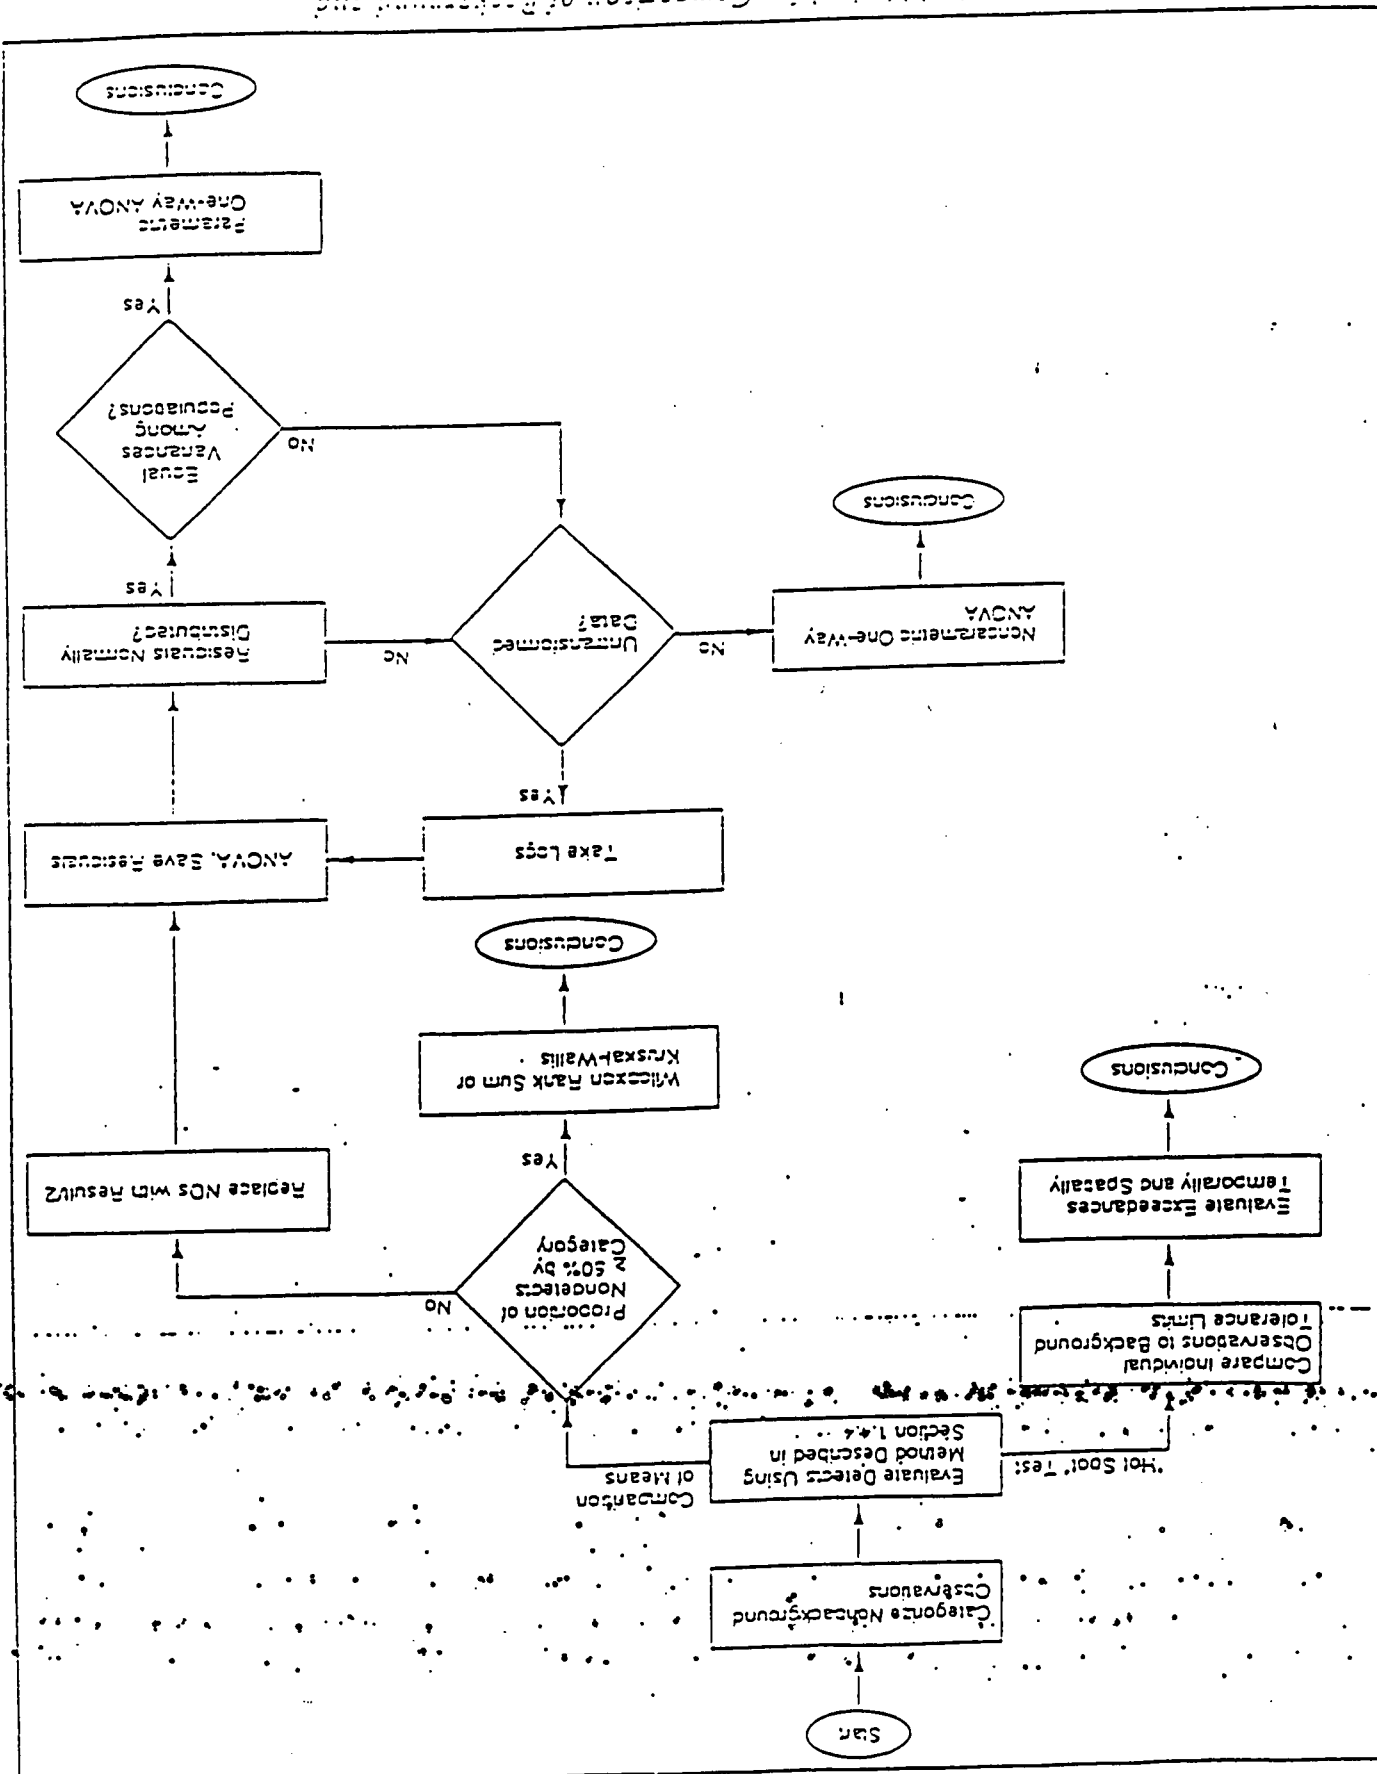 Start
Categorize Nonbackground
Observations
Evaluate Detects Using
Method Described in
Section 1.4.4
"Hot Spot" Test
Comparison
of Means
Compare Individual
Observations to Background
Tolerance Limits
Proportion of
Nondetects
≥ 50% by
Category
No
Yes
Evaluate Exceedances
Temporally and Spatially
Conclusions
Replace NDs with Result/2
Wilcoxon Rank Sum or
Kruskal-Wallis
Conclusions
Take Logs
ANOVA, Save Residuals
Yes
Nonparametric One-Way
ANOVA
No
Untransformed
Data?
No
Residuals Normally
Distributed?
Yes
Conclusions
No
Equal
Variances
Among
Populations?
Yes
Parametric
One-Way ANOVA
Conclusions
Comparison of Background and